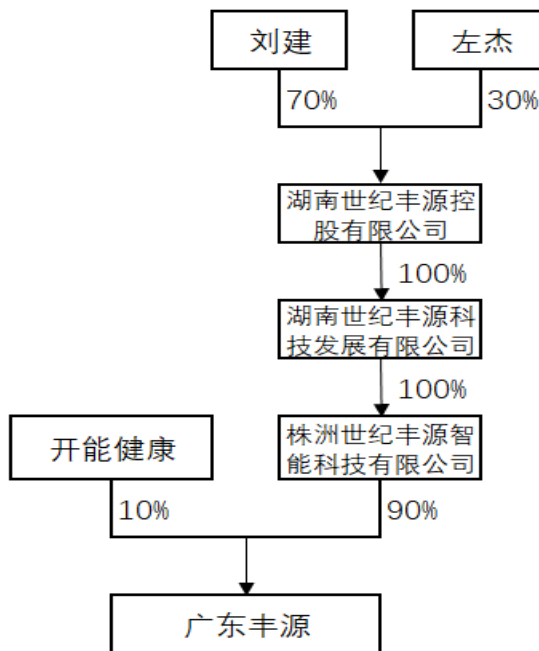 刘建
左杰
70%
30%
湖南世纪丰源控
股有限公司
100%
湖南世纪丰源科
技发展有限公司
100%
开能健康
株洲世纪丰源智
能科技有限公司
10%
90%
广东丰源